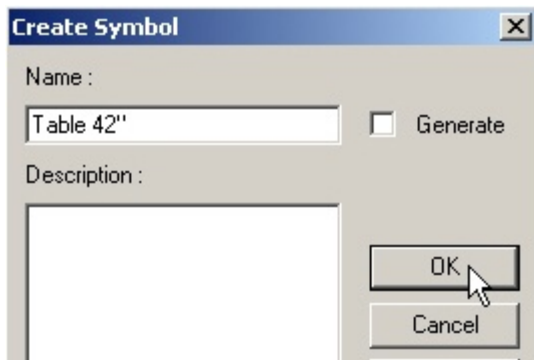 Create Symbol
Name :
Table 42"
Generate
Description :
OK
Cancel